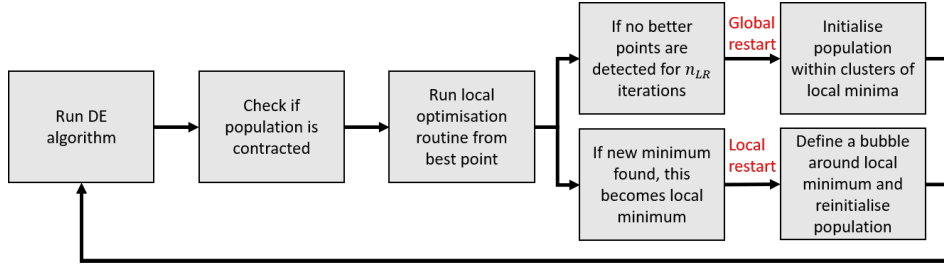 Run DE
algorithm
Check if
population is
contracted
Run local
optimisation
routine from
best point
If no better
points are
detected for n_LR
iterations
Global
restart
Initialise
population
within clusters of
local minima
If new minimum
found, this
becomes local
minimum
Local
restart
Define a bubble
around local
minimum and
reinitialise
population